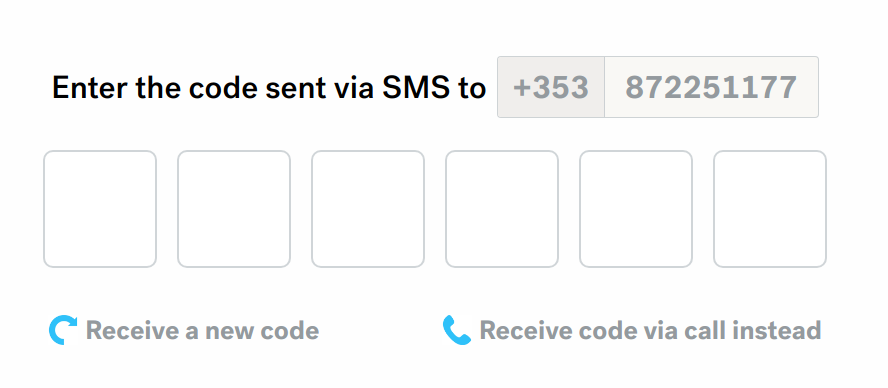 Enter the code sent via SMS to +353 872251177
Receive a new code Receive code via call instead